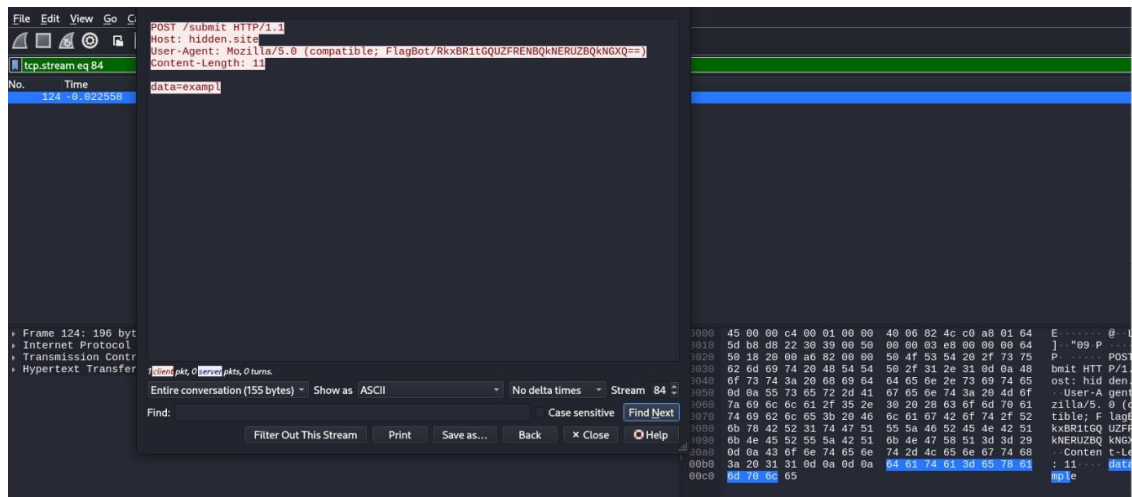 File Edit View Go
tcp.stream eq 84
No. Time
124 -0.022558
POST /submit HTTP/1.1
Host: hidden.site
User-Agent: Mozilla/5.0 (compatible; FlagBot/RkxBR1tGQUZFRENBQkNERUZBQkNGXQ==)
Content-Length: 11
data=exampl
1 client pkt, 0 server pkts, 0 turns.
Entire conversation (155 bytes) Show as ASCII No delta times Stream 84
Find: Case sensitive Find Next
Filter Out This Stream Print Save as... Back × Close Help
Frame 124: 196 byt
Internet Protocol
Transmission Contr
Hypertext Transfer
0000 45 00 00 c4 00 01 00 00 40 06 82 4c c0 a8 01 64 E·······@··L
0010 5d b8 d8 22 30 39 00 50 00 00 03 e8 00 00 00 64 ]··"09·P····
0020 50 18 20 00 a6 82 00 00 50 4f 53 54 20 2f 73 75 P· ·····POST
0030 62 6d 69 74 20 48 54 54 50 2f 31 2e 31 0d 0a 48 bmit HTT P/1.
0040 6f 73 74 3a 20 68 69 64 64 65 6e 2e 73 69 74 65 ost: hid den.
0050 0d 0a 55 73 65 72 2d 41 67 65 6e 74 3a 20 4d 6f ··User-A gent
0060 7a 69 6c 6c 61 2f 35 2e 30 20 28 63 6f 6d 70 61 zilla/5. 0 (c
0070 74 69 62 6c 65 3b 20 46 6c 61 67 42 6f 74 2f 52 tible; F lagB
0080 6b 78 42 52 31 74 47 51 55 5a 46 52 45 4e 42 51 kxBR1tGQ UZFR
0090 6b 4e 45 52 55 5a 42 51 6b 4e 47 58 51 3d 3d 29 kNERUZBQ kNGX
00a0 0d 0a 43 6f 6e 74 65 6e 74 2d 4c 65 6e 67 74 68 ··Conten t-Le
00b0 3a 20 31 31 0d 0a 0d 0a 64 61 74 61 3d 65 78 61 : 11···· data
00c0 6d 70 6c 65 mple